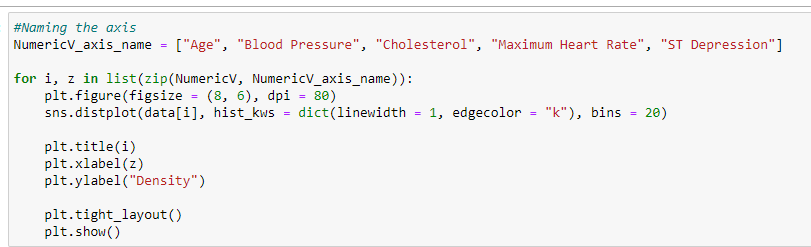 #Naming the axis
NumericV_axis_name = ["Age", "Blood Pressure", "Cholesterol", "Maximum Heart Rate", "ST Depression"]
for i, z in list(zip(NumericV, NumericV_axis_name)):
    plt.figure(figsize = (8, 6), dpi = 80)
    sns.distplot(data[i], hist_kws = dict(linewidth = 1, edgecolor = "k"), bins = 20)
    plt.title(i)
    plt.xlabel(z)
    plt.ylabel("Density")
    plt.tight_layout()
    plt.show()